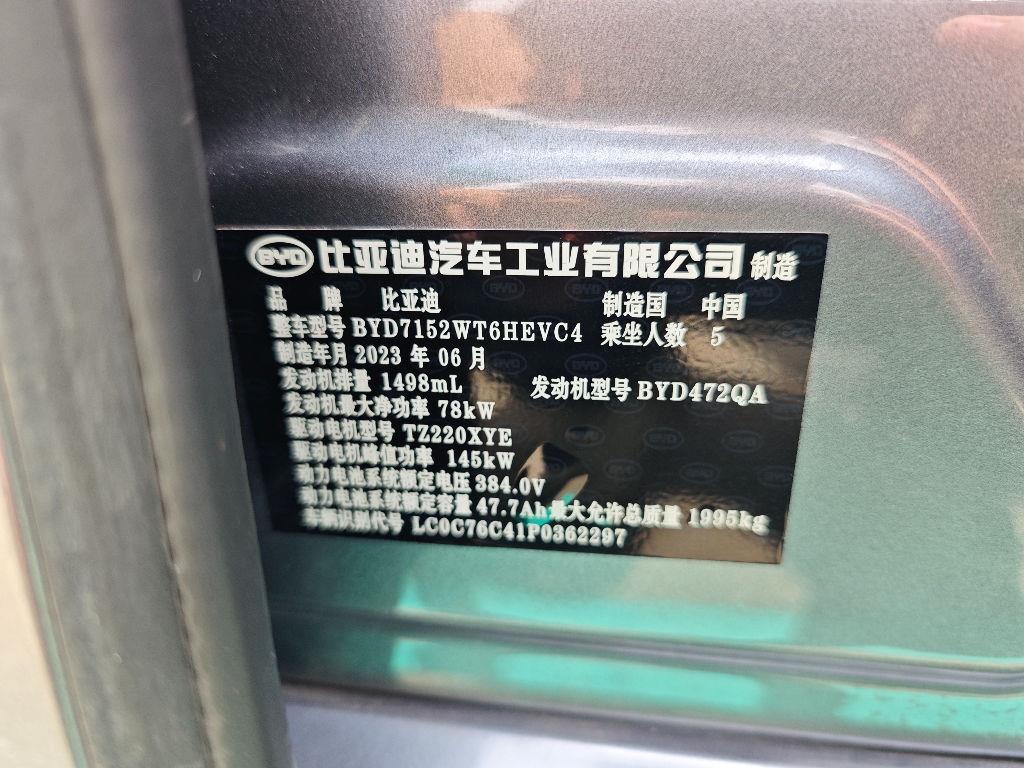 BYD 比亚迪汽车工业有限公司 制造
品 牌 比亚迪 制造国 中国
整车型号 BYD7152WT6HEVC4 乘坐人数 5
制造年月 2023 年 06 月
发动机排量 1498mL 发动机型号 BYD472QA
发动机最大净功率 78kW
驱动电机型号 TZ220XYE
驱动电机峰值功率 145kW
动力电池系统额定电压 384.0V
动力电池系统额定容量 47.7Ah 最大允许总质量 1995kg
车辆识别代号 LC0C76C41P0362297